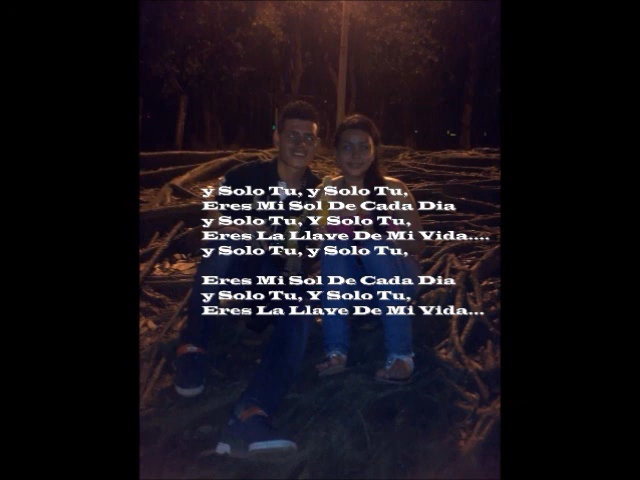 y Solo Tu, y Solo Tu,
Eres Mi Sol De Cada Dia
y Solo Tu, Y Solo Tu,
Eres La Llave De Mi Vida....
y Solo Tu, y Solo Tu,
Eres Mi Sol De Cada Dia
y Solo Tu, Y Solo Tu,
Eres La Llave De Mi Vida...